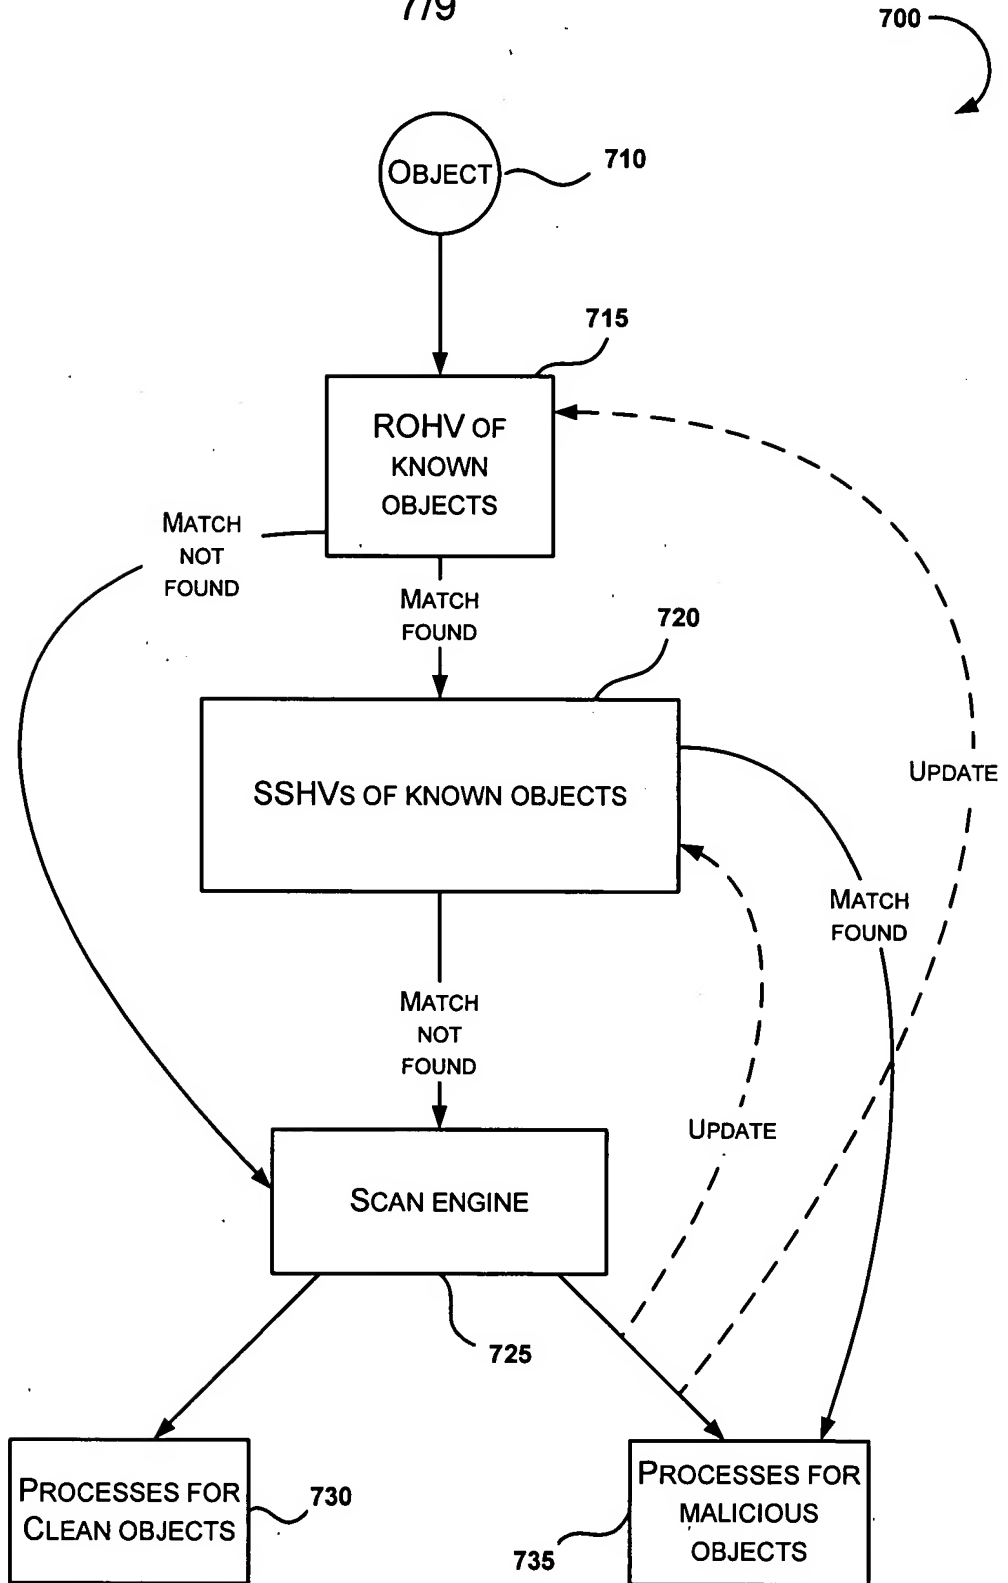 7/9
700
OBJECT
710
715
ROHV OF
KNOWN
OBJECTS
MATCH
NOT
FOUND
MATCH
FOUND
720
SSHVS OF KNOWN OBJECTS
UPDATE
MATCH
FOUND
MATCH
NOT
FOUND
UPDATE
SCAN ENGINE
725
PROCESSES FOR
CLEAN OBJECTS
730
PROCESSES FOR
MALICIOUS
OBJECTS
735